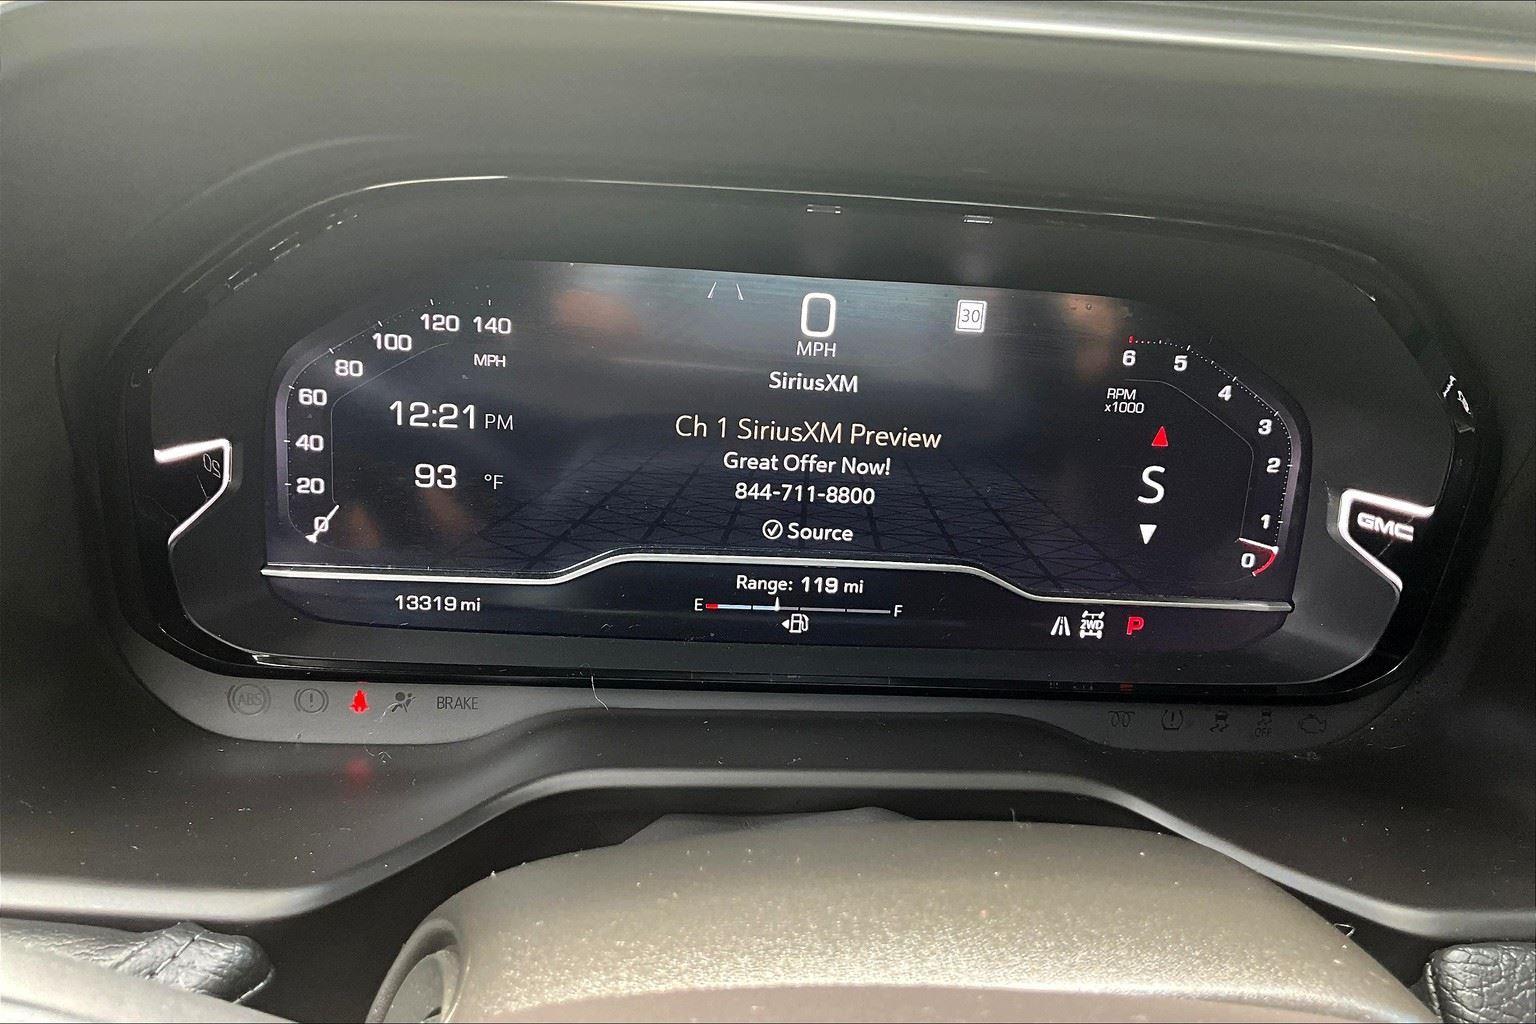 0
MPH
30
120 140
100
MPH
80
60
40
20
0
12:21 PM
93 °F
SiriusXM
Ch 1 SiriusXM Preview
Great Offer Now!
844-711-8800
Source
6 5 4 3 2 1 0
RPM
x1000
S
GMC
Range: 119 mi
E F
13319 mi
2WD
P
ABS
BRAKE
OFF